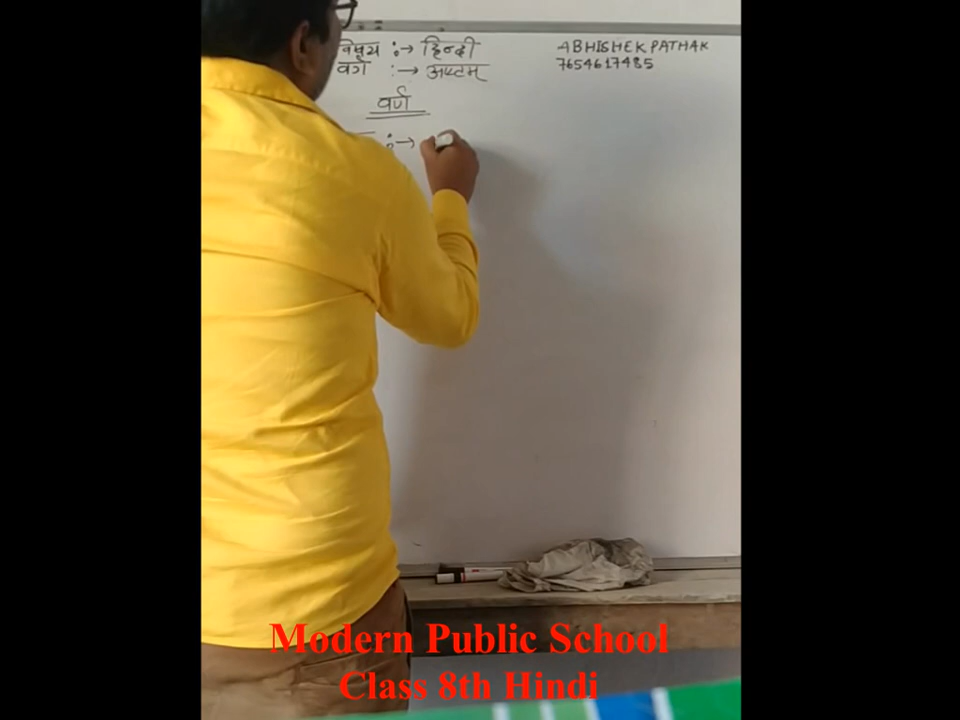 विषय :→ हिन्दी
वर्ग :→ अष्टम्
ABHISHEK PATHAK
7654617485
वर्ण
:→
Modern Public School
Class 8th Hindi